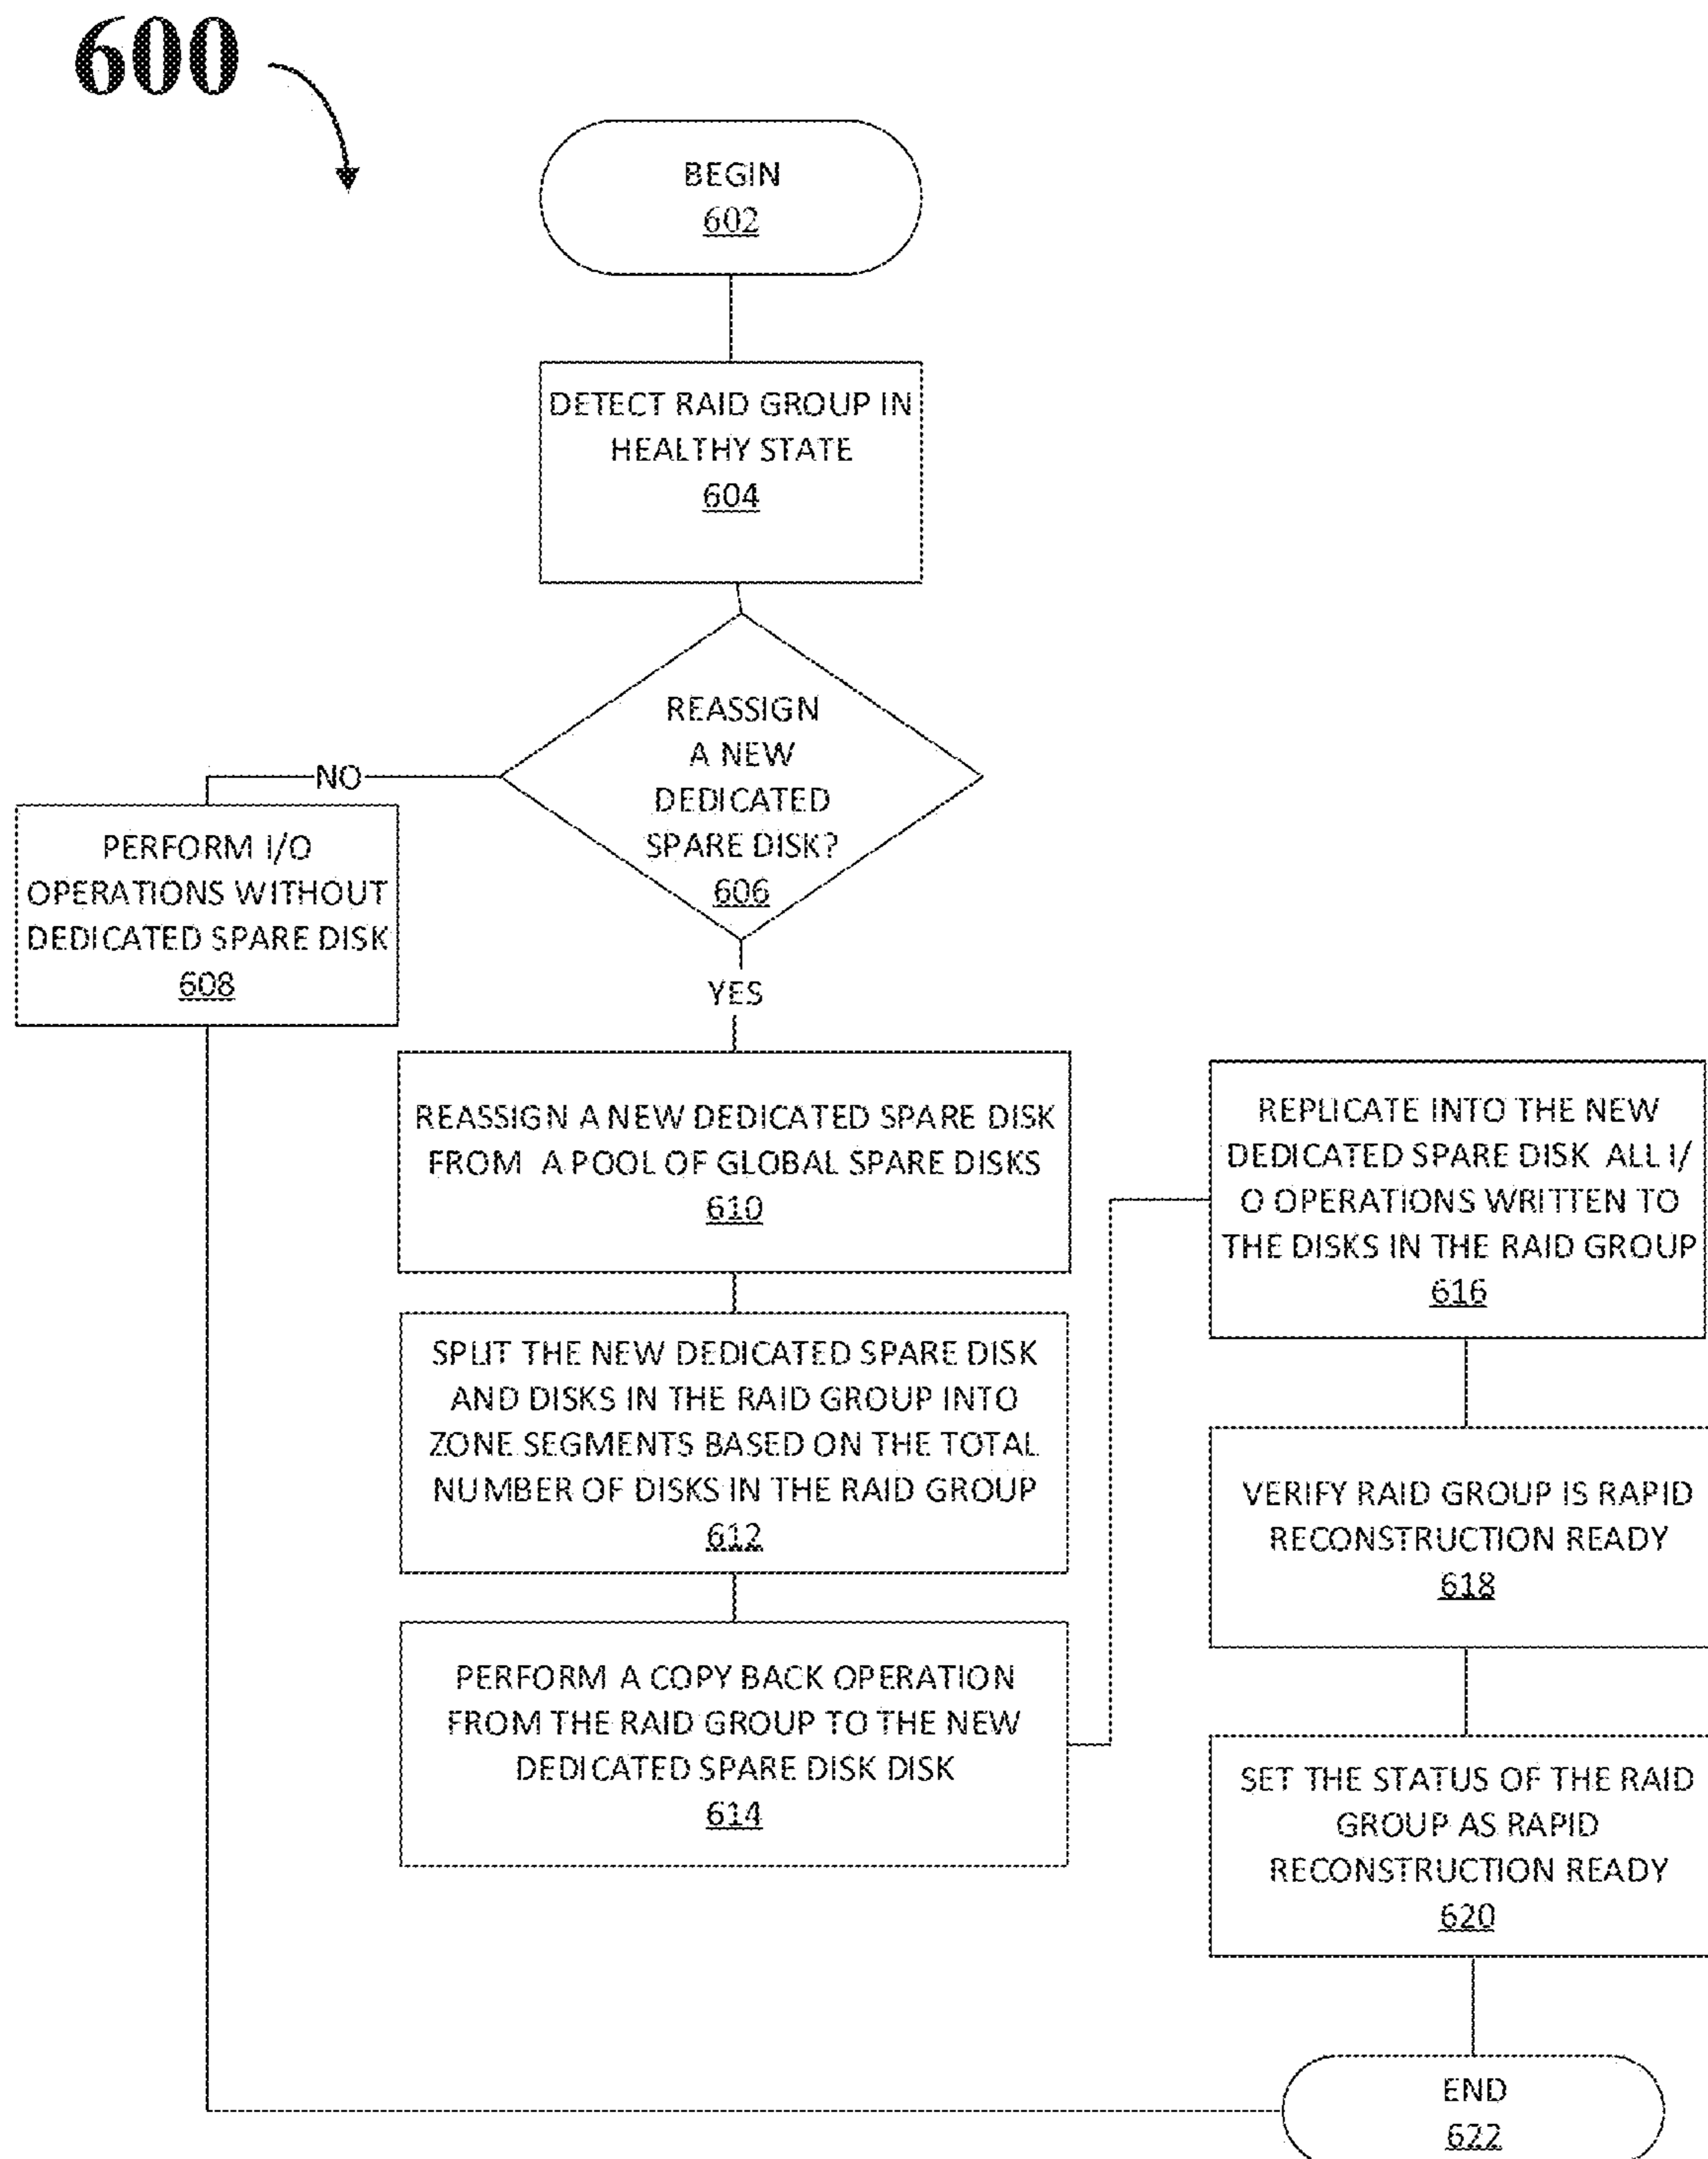 600
BEGIN
602
DETECT RAID GROUP IN
HEALTHY STATE
604
REASSIGN
A NEW
DEDICATED
SPARE DISK?
606
NO
PERFORM I/O
OPERATIONS WITHOUT
DEDICATED SPARE DISK
608
YES
REASSIGN A NEW DEDICATED SPARE DISK
FROM A POOL OF GLOBAL SPARE DISKS
610
SPLIT THE NEW DEDICATED SPARE DISK
AND DISKS IN THE RAID GROUP INTO
ZONE SEGMENTS BASED ON THE TOTAL
NUMBER OF DISKS IN THE RAID GROUP
612
PERFORM A COPY BACK OPERATION
FROM THE RAID GROUP TO THE NEW
DEDICATED SPARE DISK DISK
614
REPLICATE INTO THE NEW
DEDICATED SPARE DISK ALL I/
O OPERATIONS WRITTEN TO
THE DISKS IN THE RAID GROUP
616
VERIFY RAID GROUP IS RAPID
RECONSTRUCTION READY
618
SET THE STATUS OF THE RAID
GROUP AS RAPID
RECONSTRUCTION READY
620
END
622